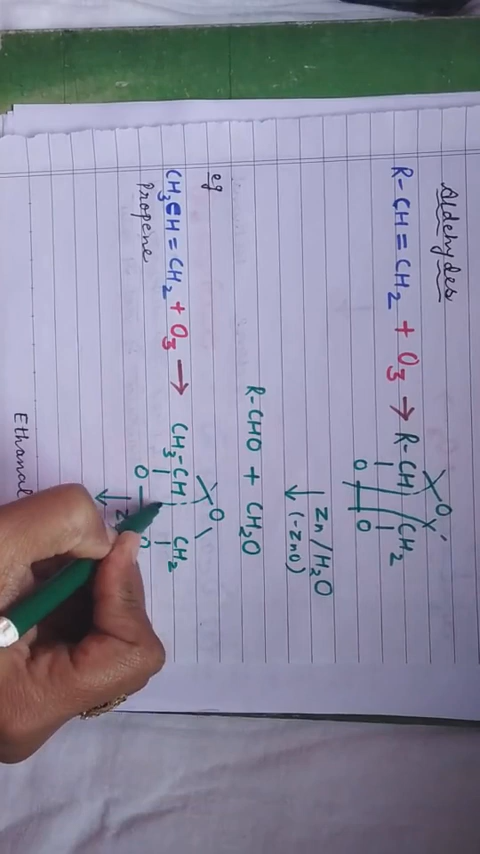 Aldehydes
R-CH=CH₂ + O₃ → R-CH CH₂
O
O O
↓ Zn/H₂O
(-ZnO)
R-CHO + CH₂O
eg
CH₃CH=CH₂ + O₃ → CH₃-CH CH₂
Propene
O
O O
↓ Z
Ethanal